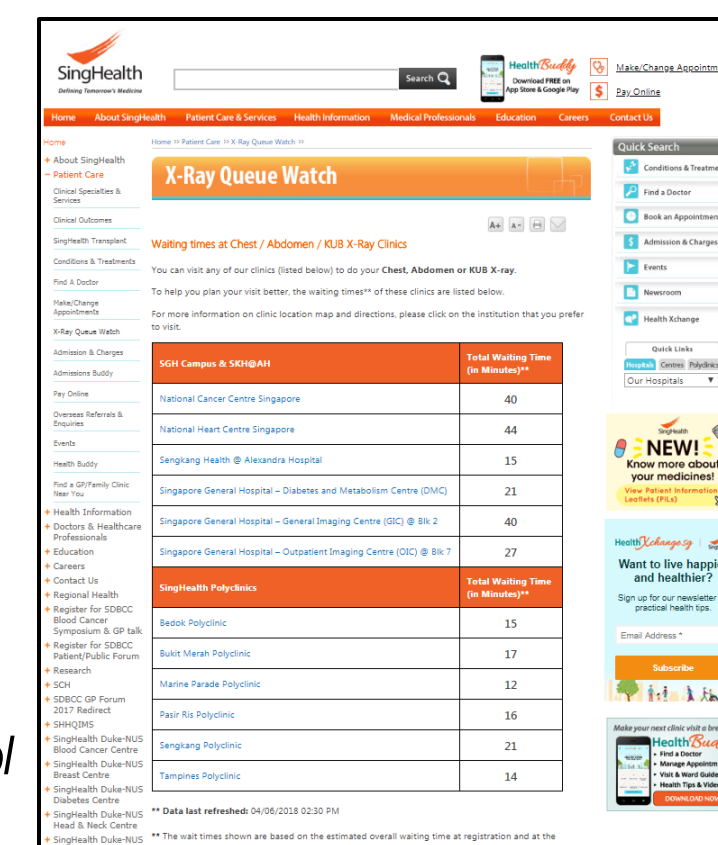 SingHealth
Defining Tomorrow's Medicine
Search
HealthBuddy
Download FREE on
App Store & Google Play
Make/Change Appointm
Pay Online
Home About SingHealth Patient Care & Services Health Information Medical Professionals Education Careers Contact Us
Home
+ About SingHealth
− Patient Care
Clinical Specialties &
Services
Clinical Outcomes
SingHealth Transplant
Conditions & Treatments
Find A Doctor
Make/Change
Appointments
X-Ray Queue Watch
Admission & Charges
Admissions Buddy
Pay Online
Overseas Referrals &
Enquiries
Events
Health Buddy
Find a GP/Family Clinic
Near You
+ Health Information
+ Doctors & Healthcare
Professionals
+ Education
+ Careers
+ Contact Us
+ Regional Health
+ Register for SDBCC
Blood Cancer
Symposium & GP talk
+ Register for SDBCC
Patient/Public Forum
+ Research
+ SCH
+ SDBCC GP Forum
2017 Redirect
+ SHHQIMS
+ SingHealth Duke-NUS
Blood Cancer Centre
+ SingHealth Duke-NUS
Breast Centre
+ SingHealth Duke-NUS
Diabetes Centre
+ SingHealth Duke-NUS
Head & Neck Centre
+ SingHealth Duke-NUS
Home >> Patient Care >> X-Ray Queue Watch >>
X-Ray Queue Watch
A+ A-
Waiting times at Chest / Abdomen / KUB X-Ray Clinics
You can visit any of our clinics (listed below) to do your Chest, Abdomen or KUB X-ray.
To help you plan your visit better, the waiting times** of these clinics are listed below.
For more information on clinic location map and directions, please click on the institution that you prefer
to visit.
SGH Campus & SKH@AH Total Waiting Time
(in Minutes)**
National Cancer Centre Singapore 40
National Heart Centre Singapore 44
Sengkang Health @ Alexandra Hospital 15
Singapore General Hospital – Diabetes and Metabolism Centre (DMC) 21
Singapore General Hospital – General Imaging Centre (GIC) @ Blk 2 40
Singapore General Hospital – Outpatient Imaging Centre (OIC) @ Blk 7 27
SingHealth Polyclinics Total Waiting Time
(in Minutes)**
Bedok Polyclinic 15
Bukit Merah Polyclinic 17
Marine Parade Polyclinic 12
Pasir Ris Polyclinic 16
Sengkang Polyclinic 21
Tampines Polyclinic 14
** Data last refreshed: 04/06/2018 02:30 PM
** The wait times shown are based on the estimated overall waiting time at registration and at the
Quick Search
Conditions & Treatme
Find a Doctor
Book an Appointmen
Admission & Charges
Events
Newsroom
Health Xchange
Quick Links
Hospitals Centres Polyclinics
Our Hospitals
SingHealth
NEW!
Know more about
your medicines!
View Patient Information
Leaflets (PILs)
HealthXchange.sg
Want to live happi
and healthier?
Sign up for our newsletter
practical health tips.
Email Address *
Subscribe
Make your next clinic visit a bre
HealthBud
Find a Doctor
Manage Appointm
Visit & Ward Guide
Health Tips & Video
DOWNLOAD NOW